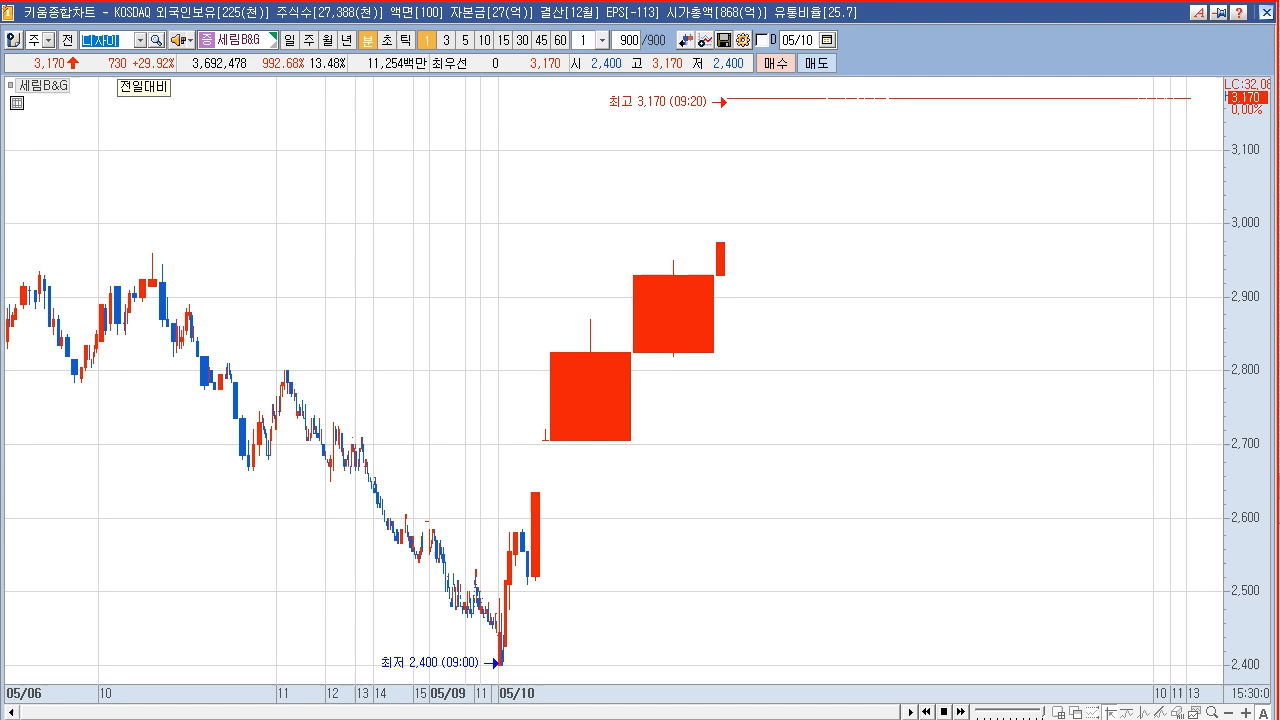 키움종합차트 - KOSDAQ 외국인보유[225(천)] 주식수[27,388(천)] 액면[100] 자본금[27(억)] 결산[12월] EPS[-113] 시가총액[868(억)] 유통비율[25.7]
주 전 증 세림B&G 일 주 월 년 분 초 틱 1 3 5 10 15 30 45 60 1 900 /900 D 05/10
3,170 730 +29.92% 3,692,478 992.68% 13.48% 11,254백만 최우선 0 3,170 시 2,400 고 3,170 저 2,400 매수 매도
세림B&G
전일대비
최고 3,170 (09:20)
LC:32,08
3,170
0.00%
3,100
3,000
2,900
2,800
2,700
2,600
2,500
2,400
최저 2,400 (09:00)
05/06 10 11 12 13 14 15 05/09 11 05/10 10 11 13 15:30:0
A